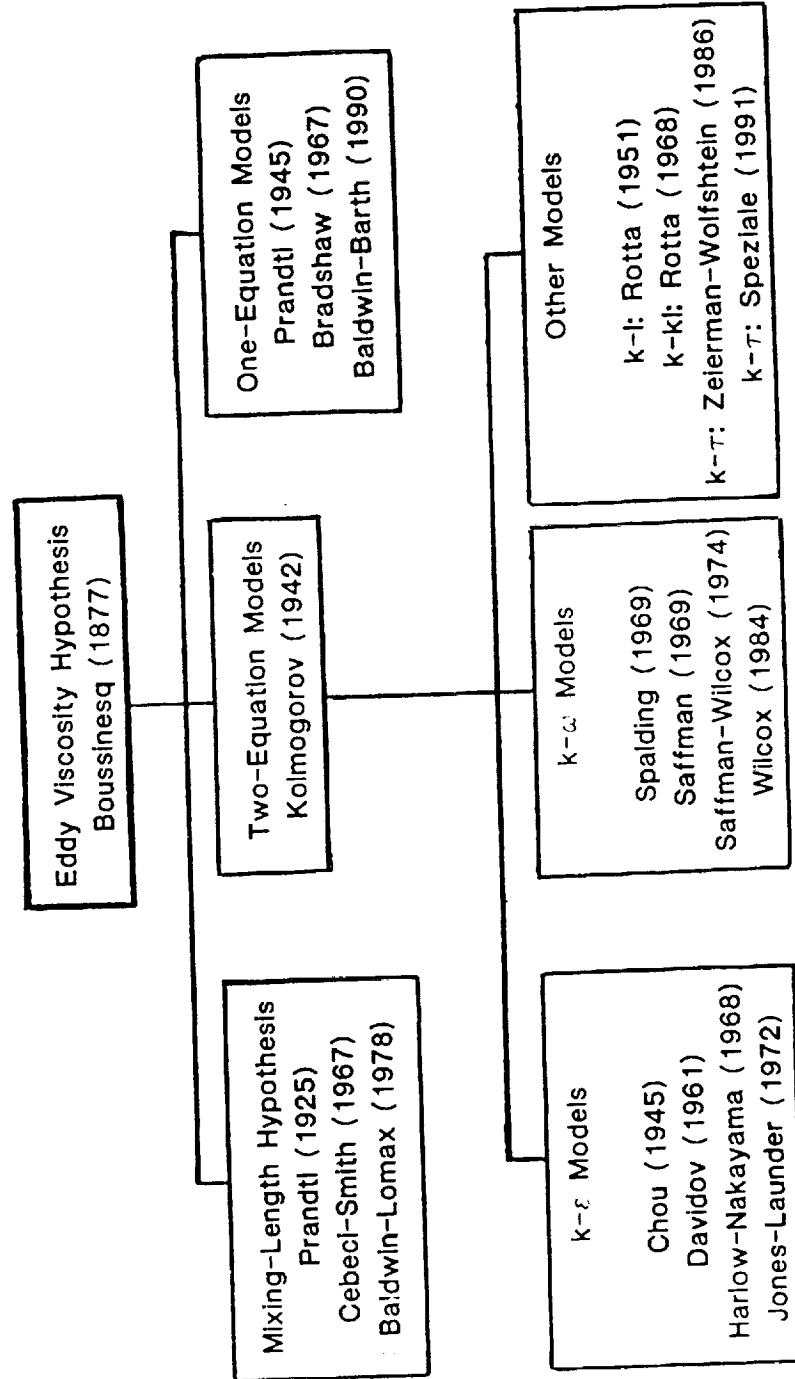 Eddy Viscosity Hypothesis
Boussinesq (1877)
Mixing-Length Hypothesis
Prandtl (1925)
Cebeci-Smith (1967)
Baldwin-Lomax (1978)
Two-Equation Models
Kolmogorov (1942)
One-Equation Models
Prandtl (1945)
Bradshaw (1967)
Baldwin-Barth (1990)
k-ε Models
Chou (1945)
Davidov (1961)
Harlow-Nakayama (1968)
Jones-Launder (1972)
k-ω Models
Spalding (1969)
Saffman (1969)
Saffman-Wilcox (1974)
Wilcox (1984)
Other Models
k-l: Rotta (1951)
k-kl: Rotta (1968)
k-τ: Zeierman-Wolfshtein (1986)
k-τ: Speziale (1991)